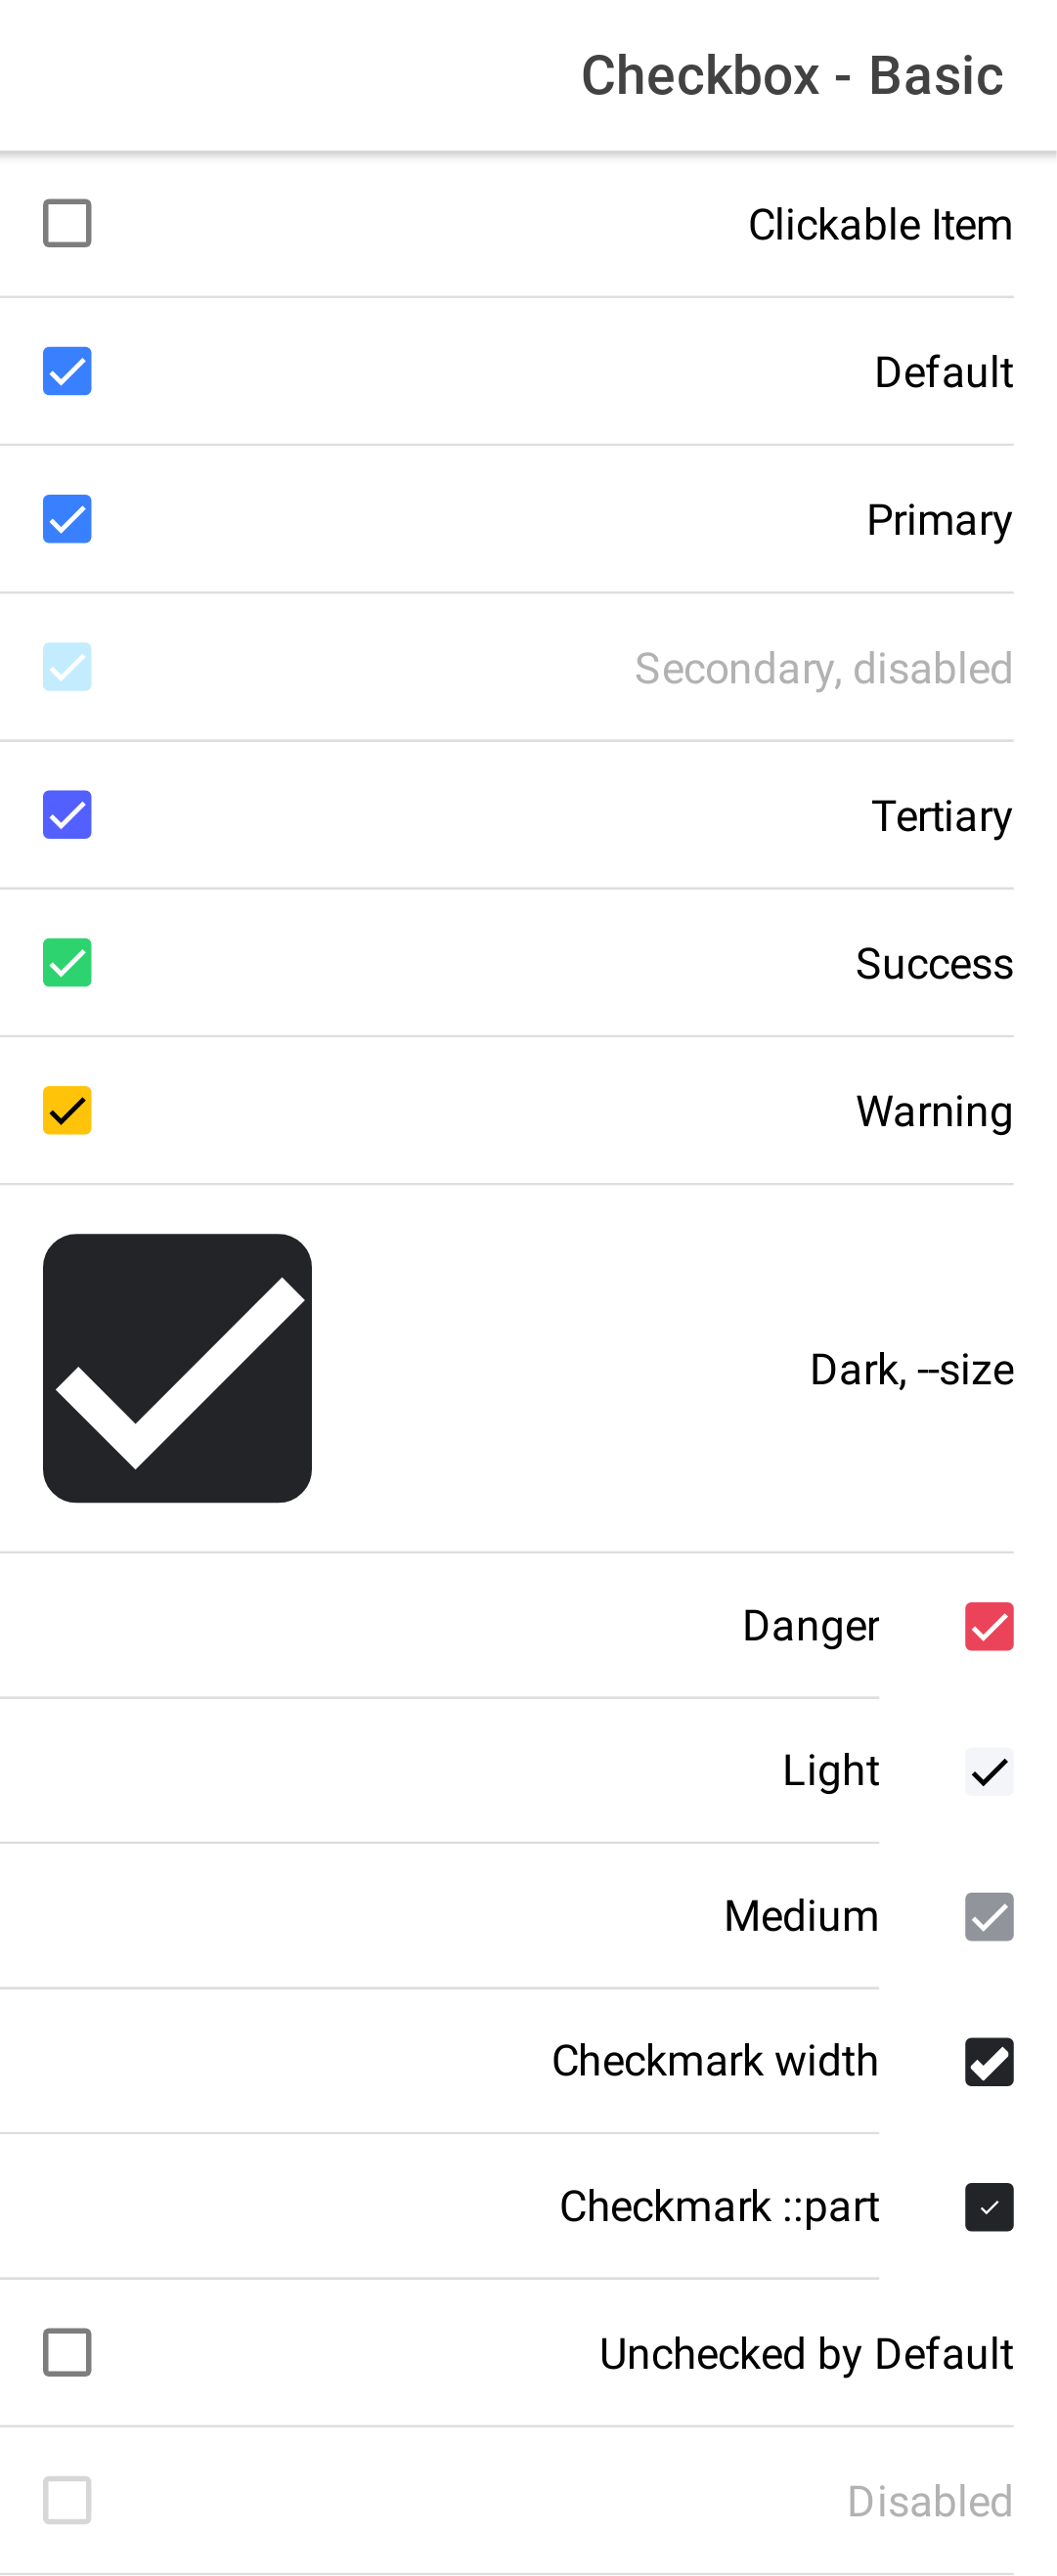 Checkbox - Basic
Clickable Item
Default
Primary
Secondary, disabled
Tertiary
Success
Warning
Dark, --size
Danger
Light
Medium
Checkmark width
Checkmark ::part
Unchecked by Default
Disabled